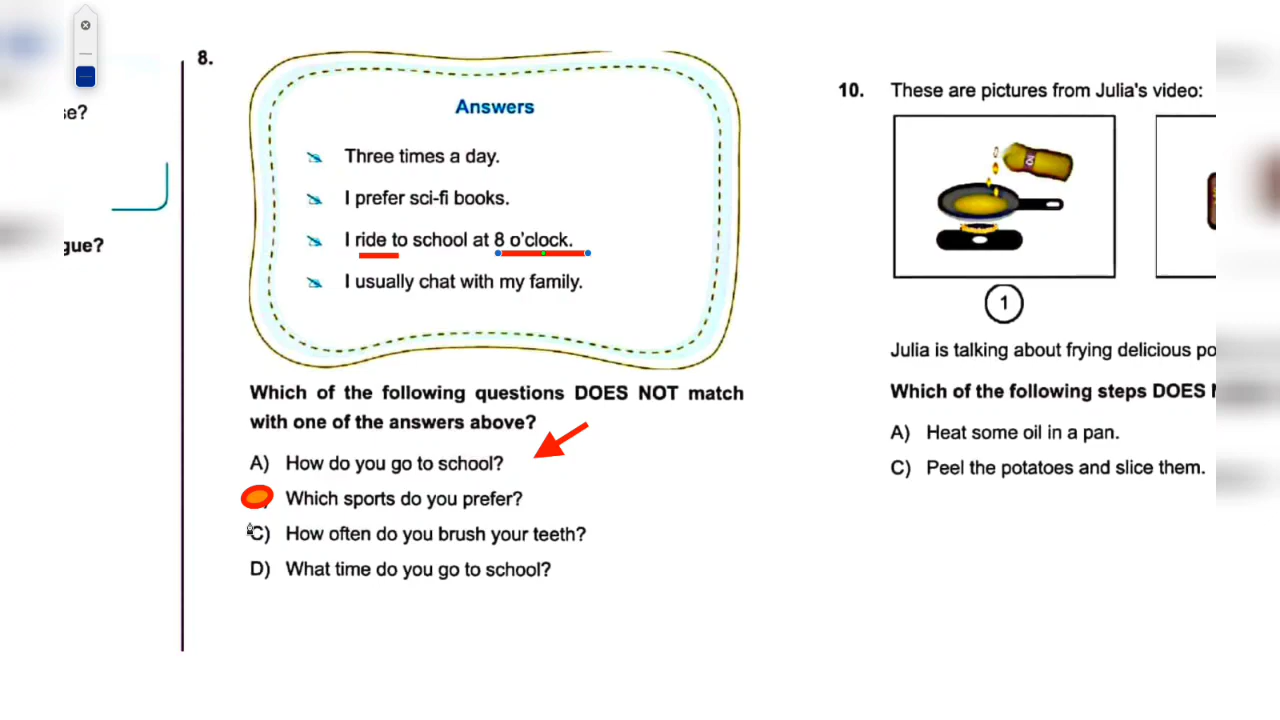 se?
gue?
8.
Answers
Three times a day.
I prefer sci-fi books.
I ride to school at 8 o'clock.
I usually chat with my family.
Which of the following questions DOES NOT match
with one of the answers above?
A) How do you go to school?
Which sports do you prefer?
C) How often do you brush your teeth?
D) What time do you go to school?
10. These are pictures from Julia's video:
1
Julia is talking about frying delicious po
Which of the following steps DOES
A) Heat some oil in a pan.
C) Peel the potatoes and slice them.